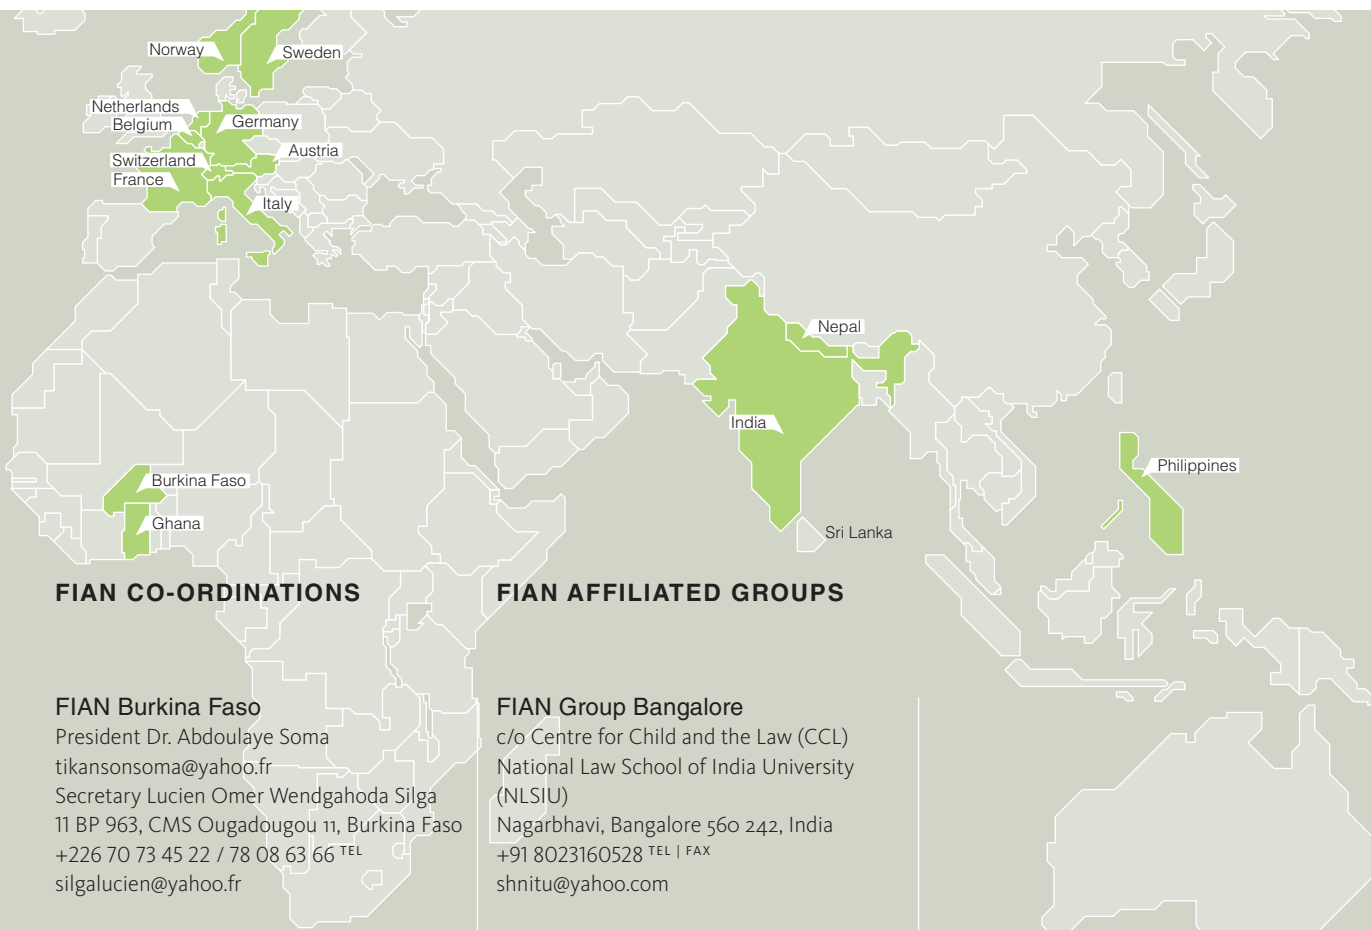 Norway
Sweden
Netherlands
Belgium
Germany
Austria
Switzerland
France
Italy
Nepal
India
Burkina Faso
Philippines
Ghana
Sri Lanka
FIAN CO-ORDINATIONS
FIAN Burkina Faso
President Dr. Abdoulaye Soma
tikansonsoma@yahoo.fr
Secretary Lucien Omer Wendgahoda Silga
11 BP 963, CMS Ougadougou 11, Burkina Faso
+226 70 73 45 22 / 78 08 63 66 TEL
silgalucien@yahoo.fr
FIAN AFFILIATED GROUPS
FIAN Group Bangalore
c/o Centre for Child and the Law (CCL)
National Law School of India University
(NLSIU)
Nagarbhavi, Bangalore 560 242, India
+91 8023160528 TEL | FAX
shnitu@yahoo.com